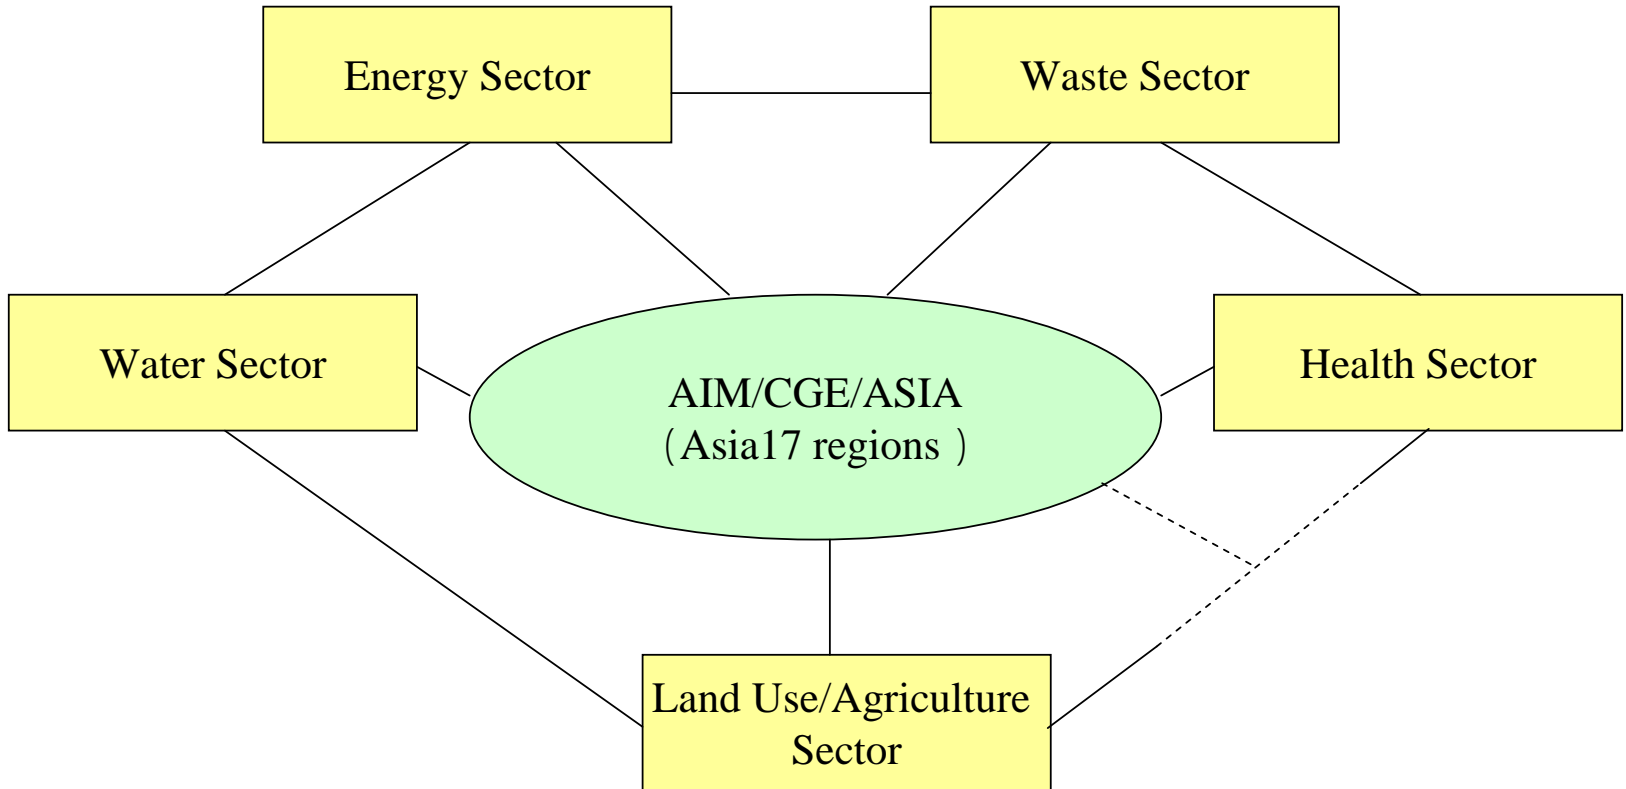 Energy Sector
Waste Sector
Water Sector
AIM/CGE/ASIA
(Asia17 regions )
Health Sector
Land Use/Agriculture
Sector